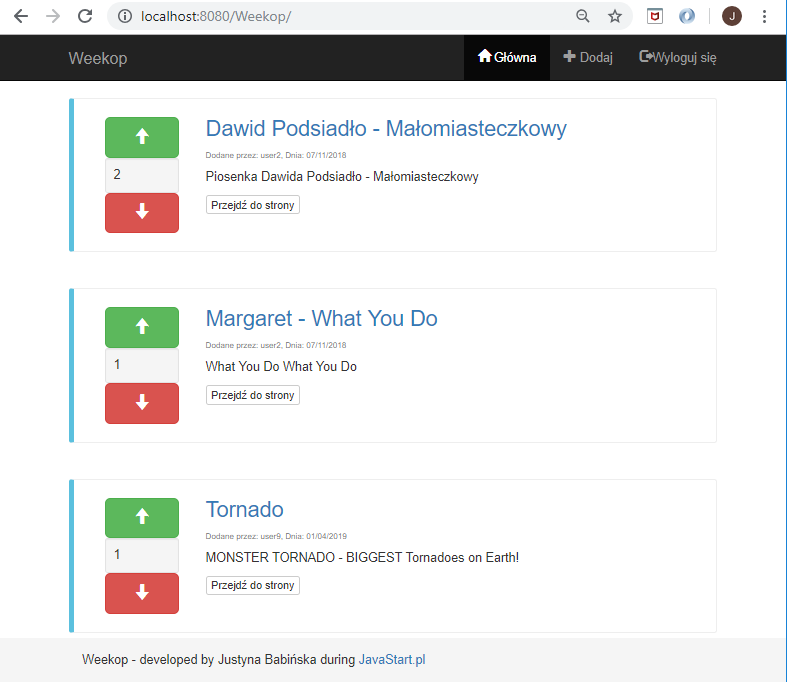 localhost:8080/Weekop/
J
Weekop
Główna
Dodaj
Wyloguj się
Dawid Podsiadło - Małomiasteczkowy
Dodane przez: user2, Dnia: 07/11/2018
2
Piosenka Dawida Podsiadło - Małomiasteczkowy
Przejdź do strony
Margaret - What You Do
Dodane przez: user2, Dnia: 07/11/2018
1
What You Do What You Do
Przejdź do strony
Tornado
Dodane przez: user9, Dnia: 01/04/2019
1
MONSTER TORNADO - BIGGEST Tornadoes on Earth!
Przejdź do strony
Weekop - developed by Justyna Babińska during JavaStart.pl